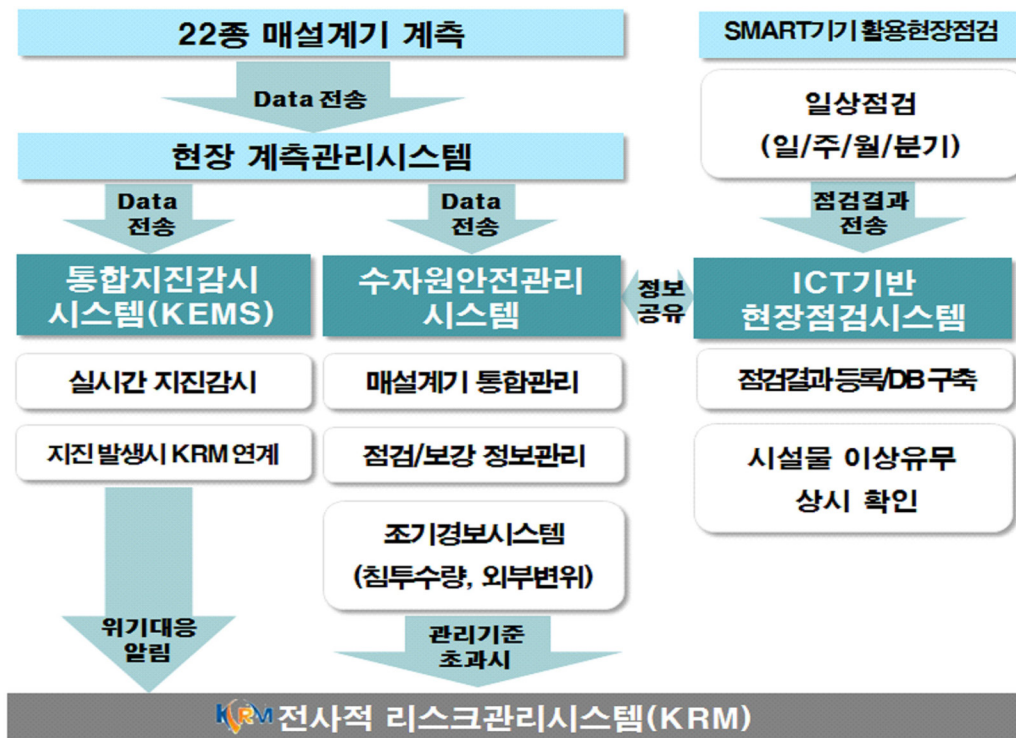 22종 매설계기 계측
Data 전송
현장 계측관리시스템
Data
전송
Data
전송
통합지진감시
시스템(KEMS)
실시간 지진감시
지진 발생시 KRM 연계
위기대응
알림
수자원안전관리
시스템
매설계기 통합관리
점검/보강 정보관리
조기경보시스템
(침투수량, 외부변위)
관리기준
초과시
정보
공유
SMART기기 활용현장점검
일상점검
(일/주/월/분기)
점검결과
전송
ICT기반
현장점검시스템
점검결과 등록/DB 구축
시설물 이상유무
상시 확인
KRM 전사적 리스크관리시스템(KRM)